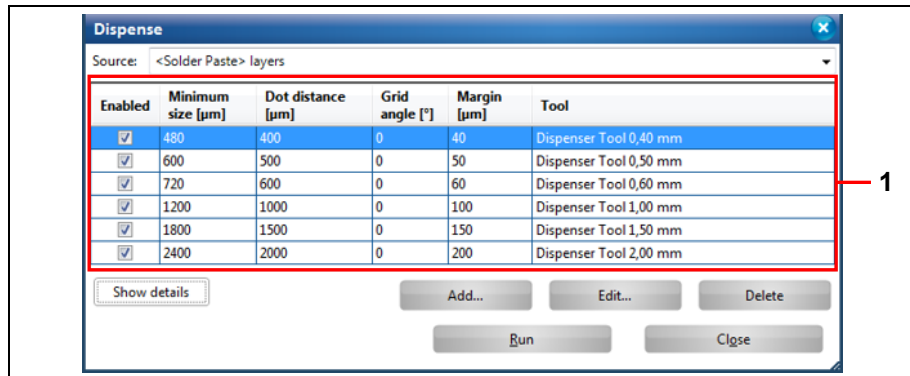 Dispense
Source: <Solder Paste> layers
Enabled Minimum size [µm] Dot distance [µm] Grid angle [°] Margin [µm] Tool
480 400 0 40 Dispenser Tool 0,40 mm
600 500 0 50 Dispenser Tool 0,50 mm
720 600 0 60 Dispenser Tool 0,60 mm
1200 1000 0 100 Dispenser Tool 1,00 mm
1800 1500 0 150 Dispenser Tool 1,50 mm
2400 2000 0 200 Dispenser Tool 2,00 mm
1
Show details Add... Edit... Delete
Run Close